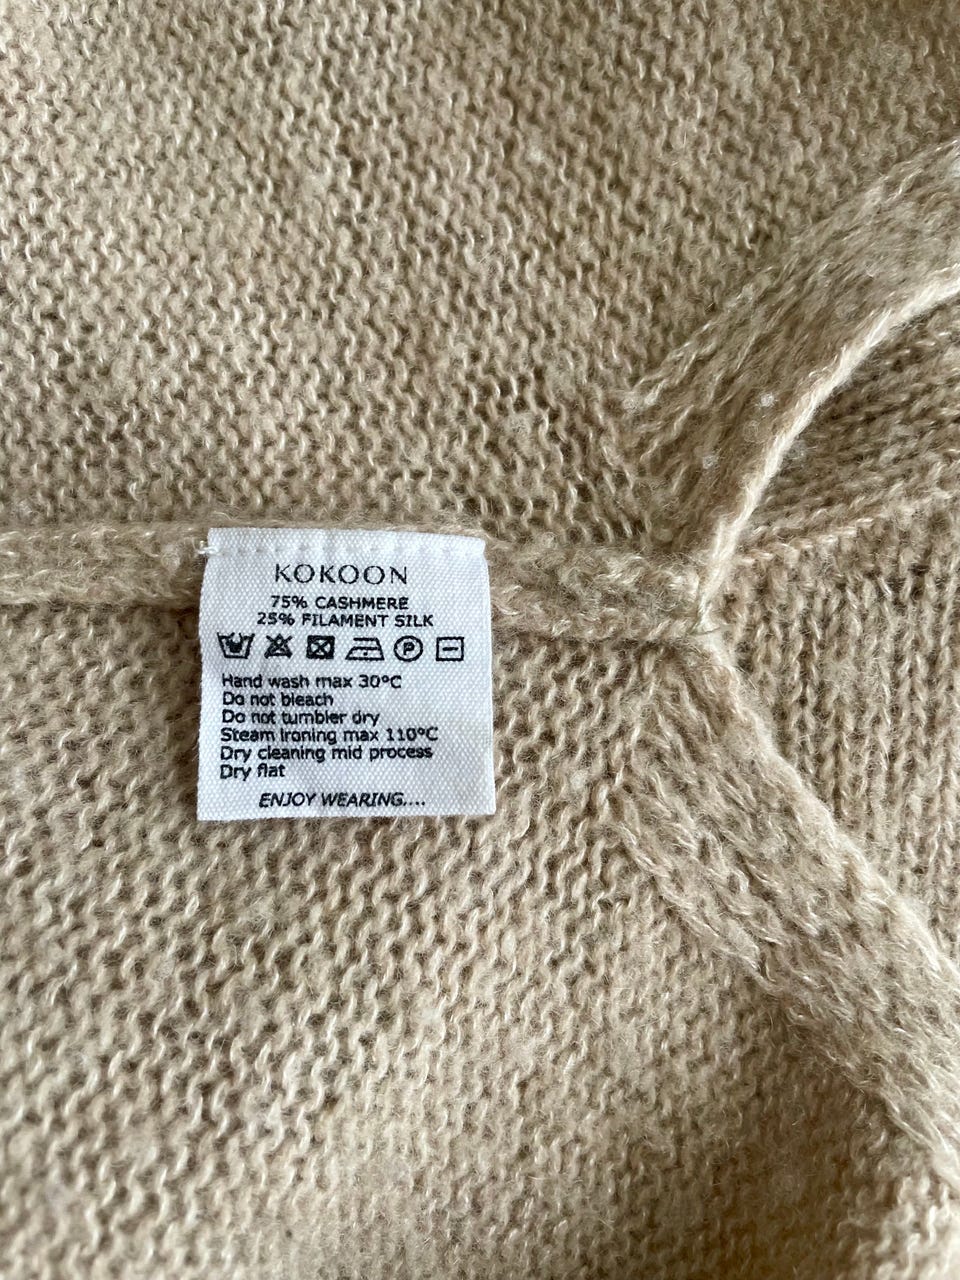 KOKOON
75% CASHMERE
25% FILAMENT SILK
P
Hand wash max 30°C
Do not bleach
Do not tumbler dry
Steam ironing max 110°C
Dry cleaning mid process
Dry flat
ENJOY WEARING....